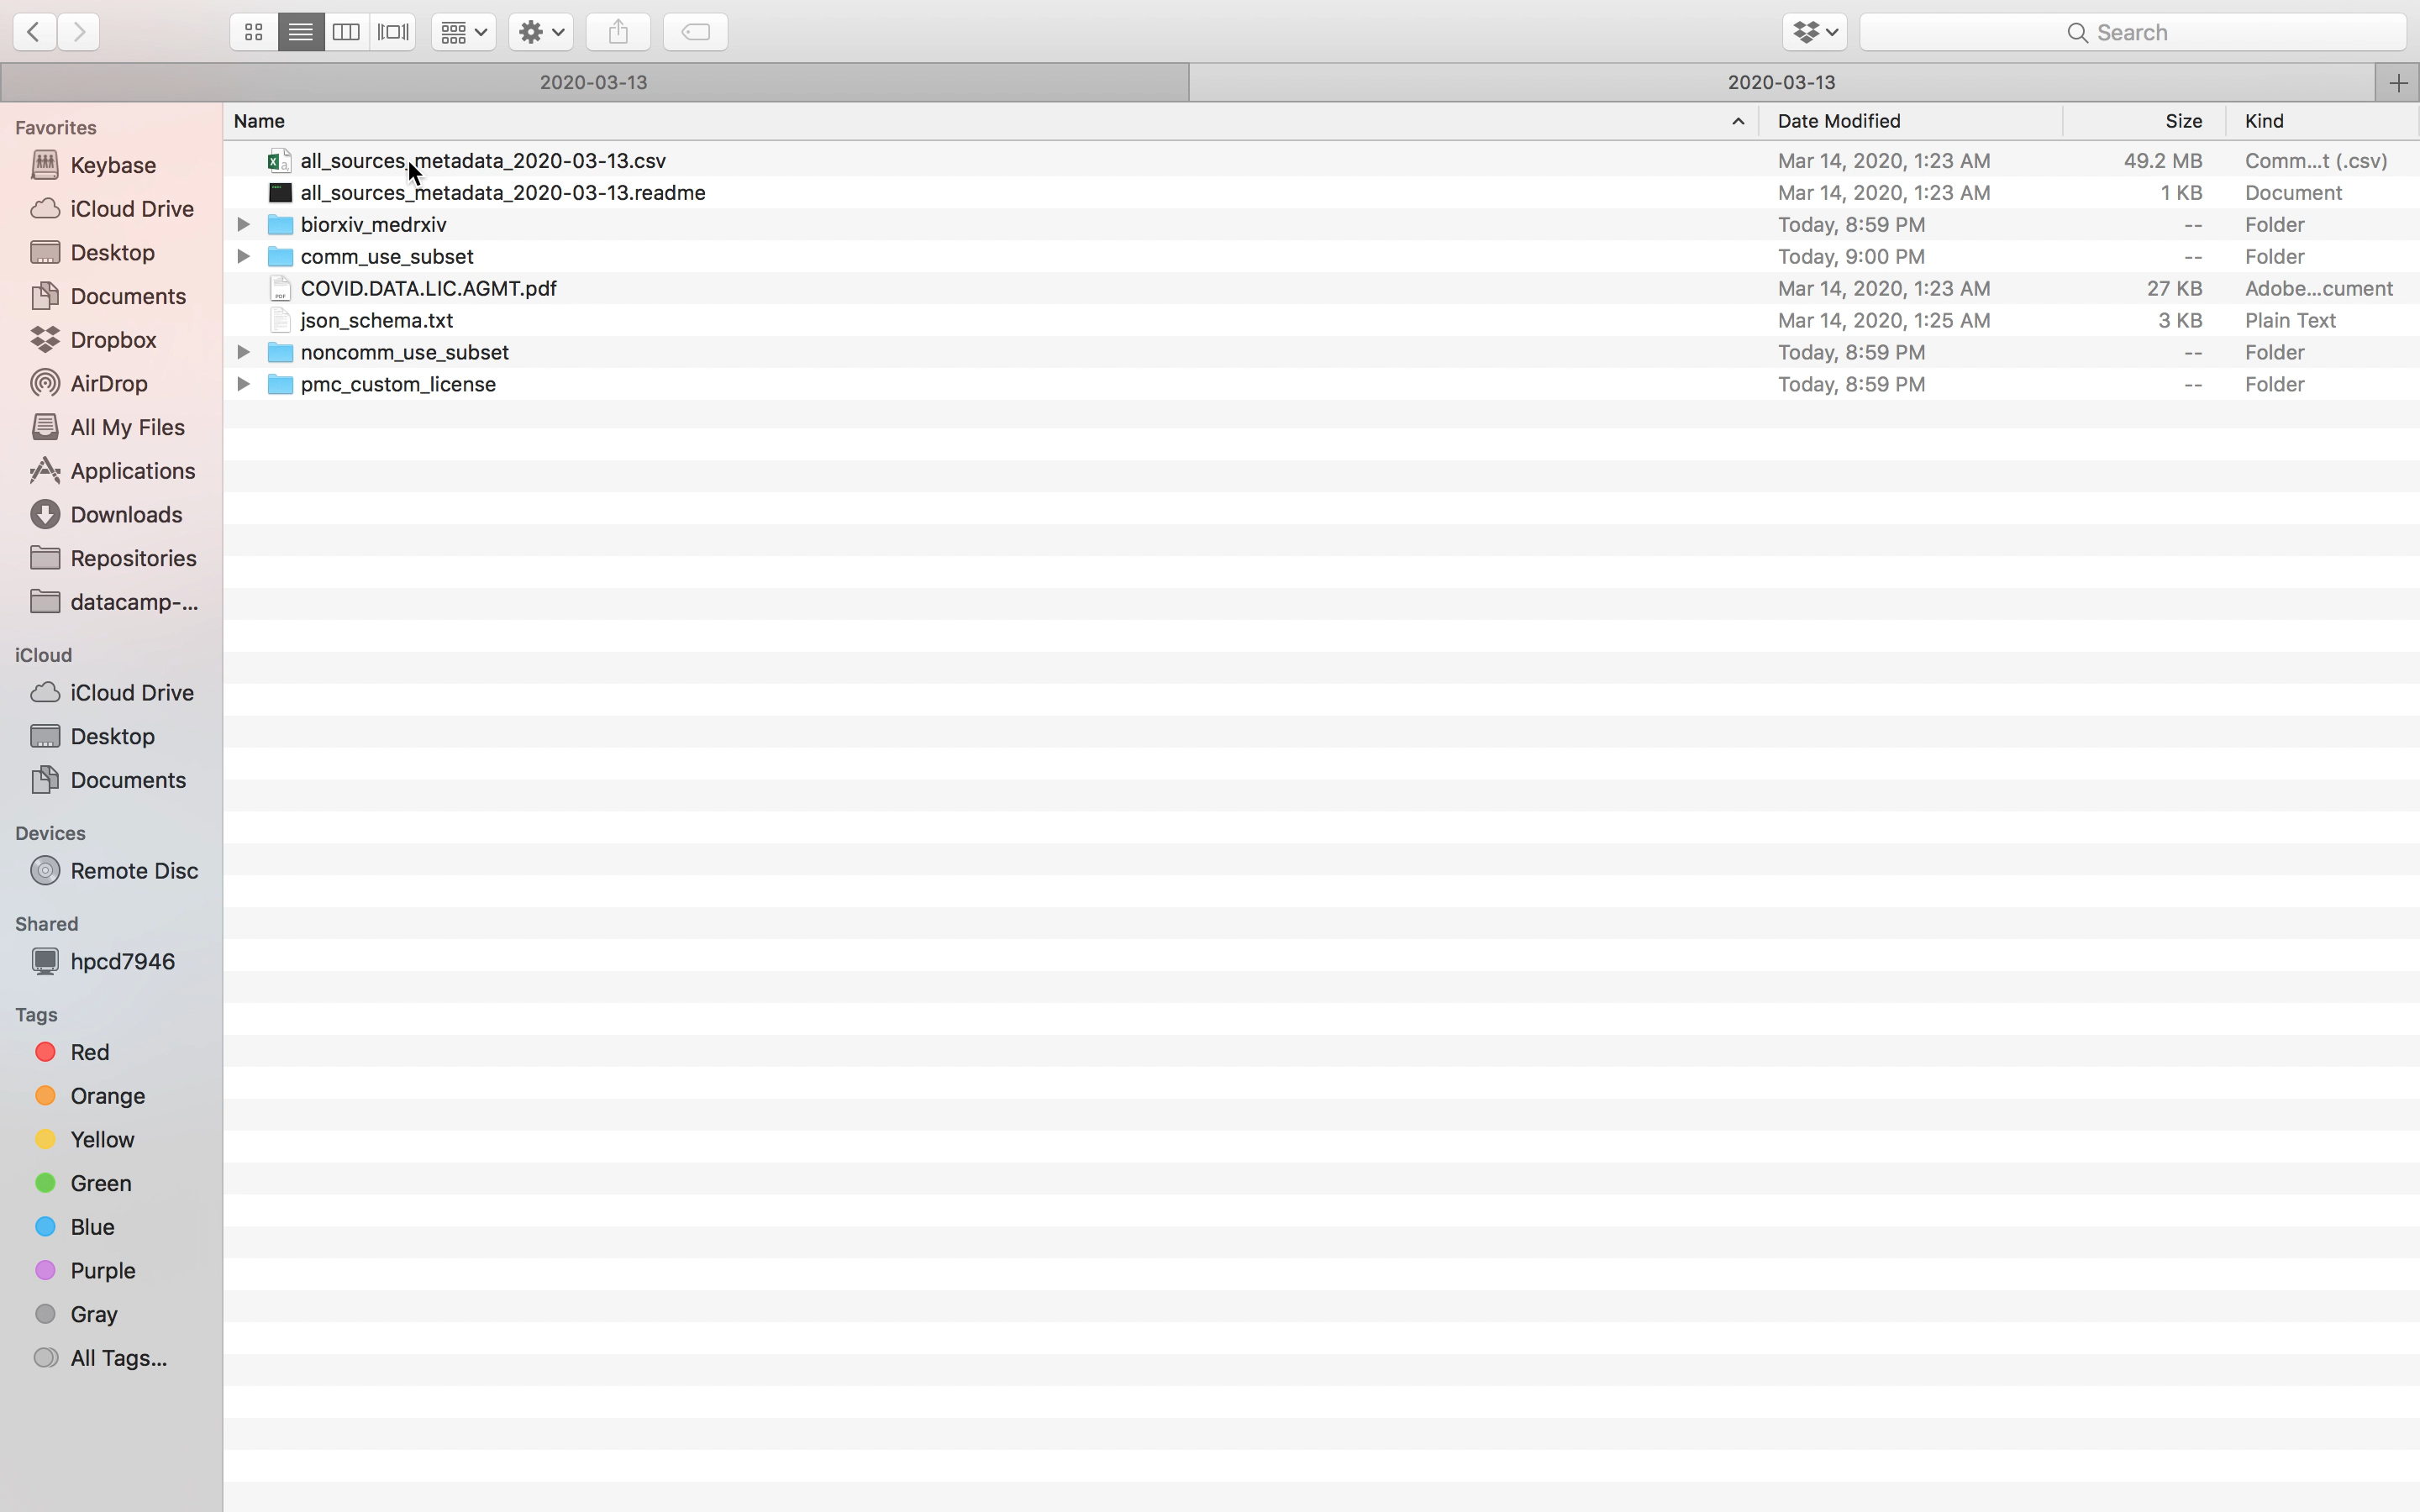 Search
2020-03-13
2020-03-13
Favorites
Keybase
iCloud Drive
Desktop
Documents
Dropbox
AirDrop
All My Files
Applications
Downloads
Repositories
datacamp-...
iCloud
iCloud Drive
Desktop
Documents
Devices
Remote Disc
Shared
hpcd7946
Tags
Red
Orange
Yellow
Green
Blue
Purple
Gray
All Tags...
Name Date Modified Size Kind
all_sources_metadata_2020-03-13.csv Mar 14, 2020, 1:23 AM 49.2 MB Comm...t (.csv)
all_sources_metadata_2020-03-13.readme Mar 14, 2020, 1:23 AM 1 KB Document
biorxiv_medrxiv Today, 8:59 PM -- Folder
comm_use_subset Today, 9:00 PM -- Folder
COVID.DATA.LIC.AGMT.pdf Mar 14, 2020, 1:23 AM 27 KB Adobe...cument
json_schema.txt Mar 14, 2020, 1:25 AM 3 KB Plain Text
noncomm_use_subset Today, 8:59 PM -- Folder
pmc_custom_license Today, 8:59 PM -- Folder